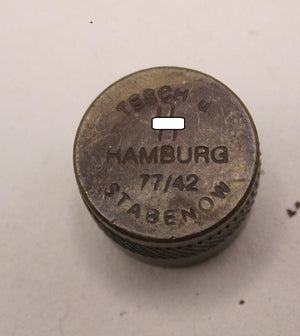 TESCH u
HAMBURG
77/42
STABENOW